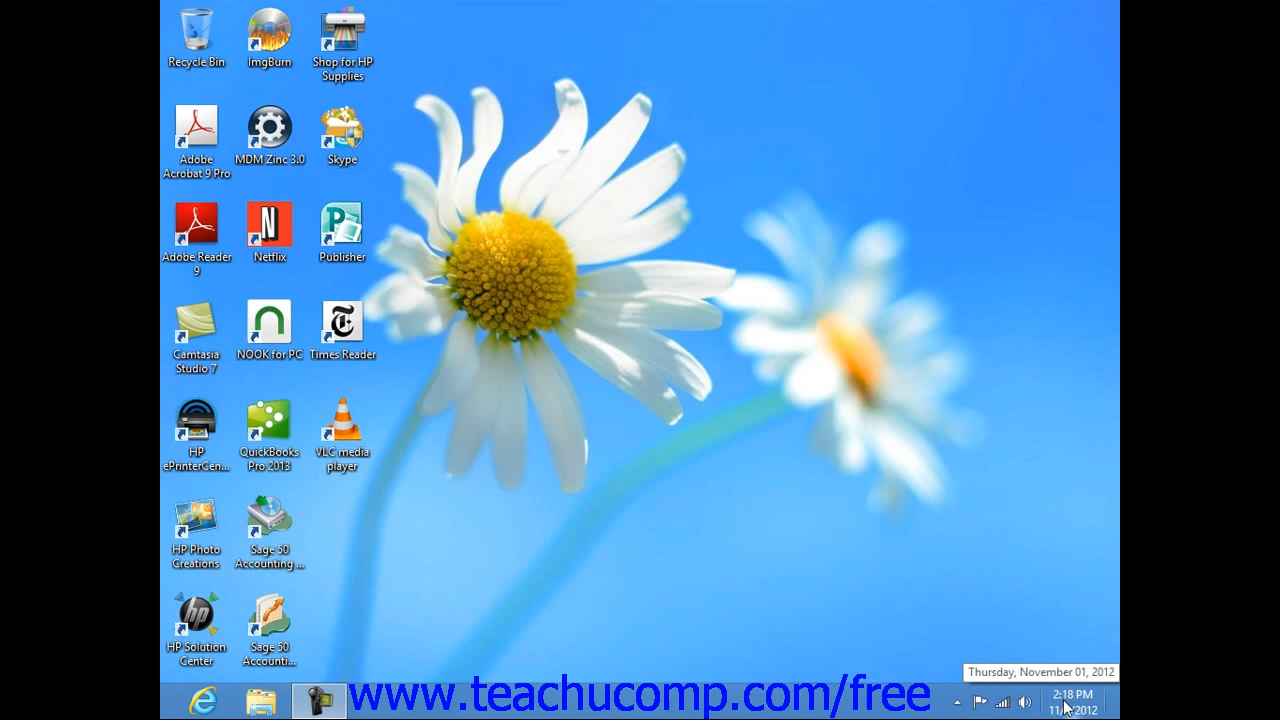 Recycle Bin
ImgBurn
Shop for HP
Supplies
Adobe
Acrobat 9 Pro
MDM Zinc 3.0
Skype
Adobe Reader
9
Netflix
Publisher
Camtasia
Studio 7
NOOK for PC
Times Reader
HP
ePrinterCen...
QuickBooks
Pro 2013
VLC media
player
HP Photo
Creations
Sage 50
Accounting ...
HP Solution
Center
Sage 50
Accounti...
Thursday, November 01, 2012
www.teachucomp.com/free
2:18 PM
11/ /2012